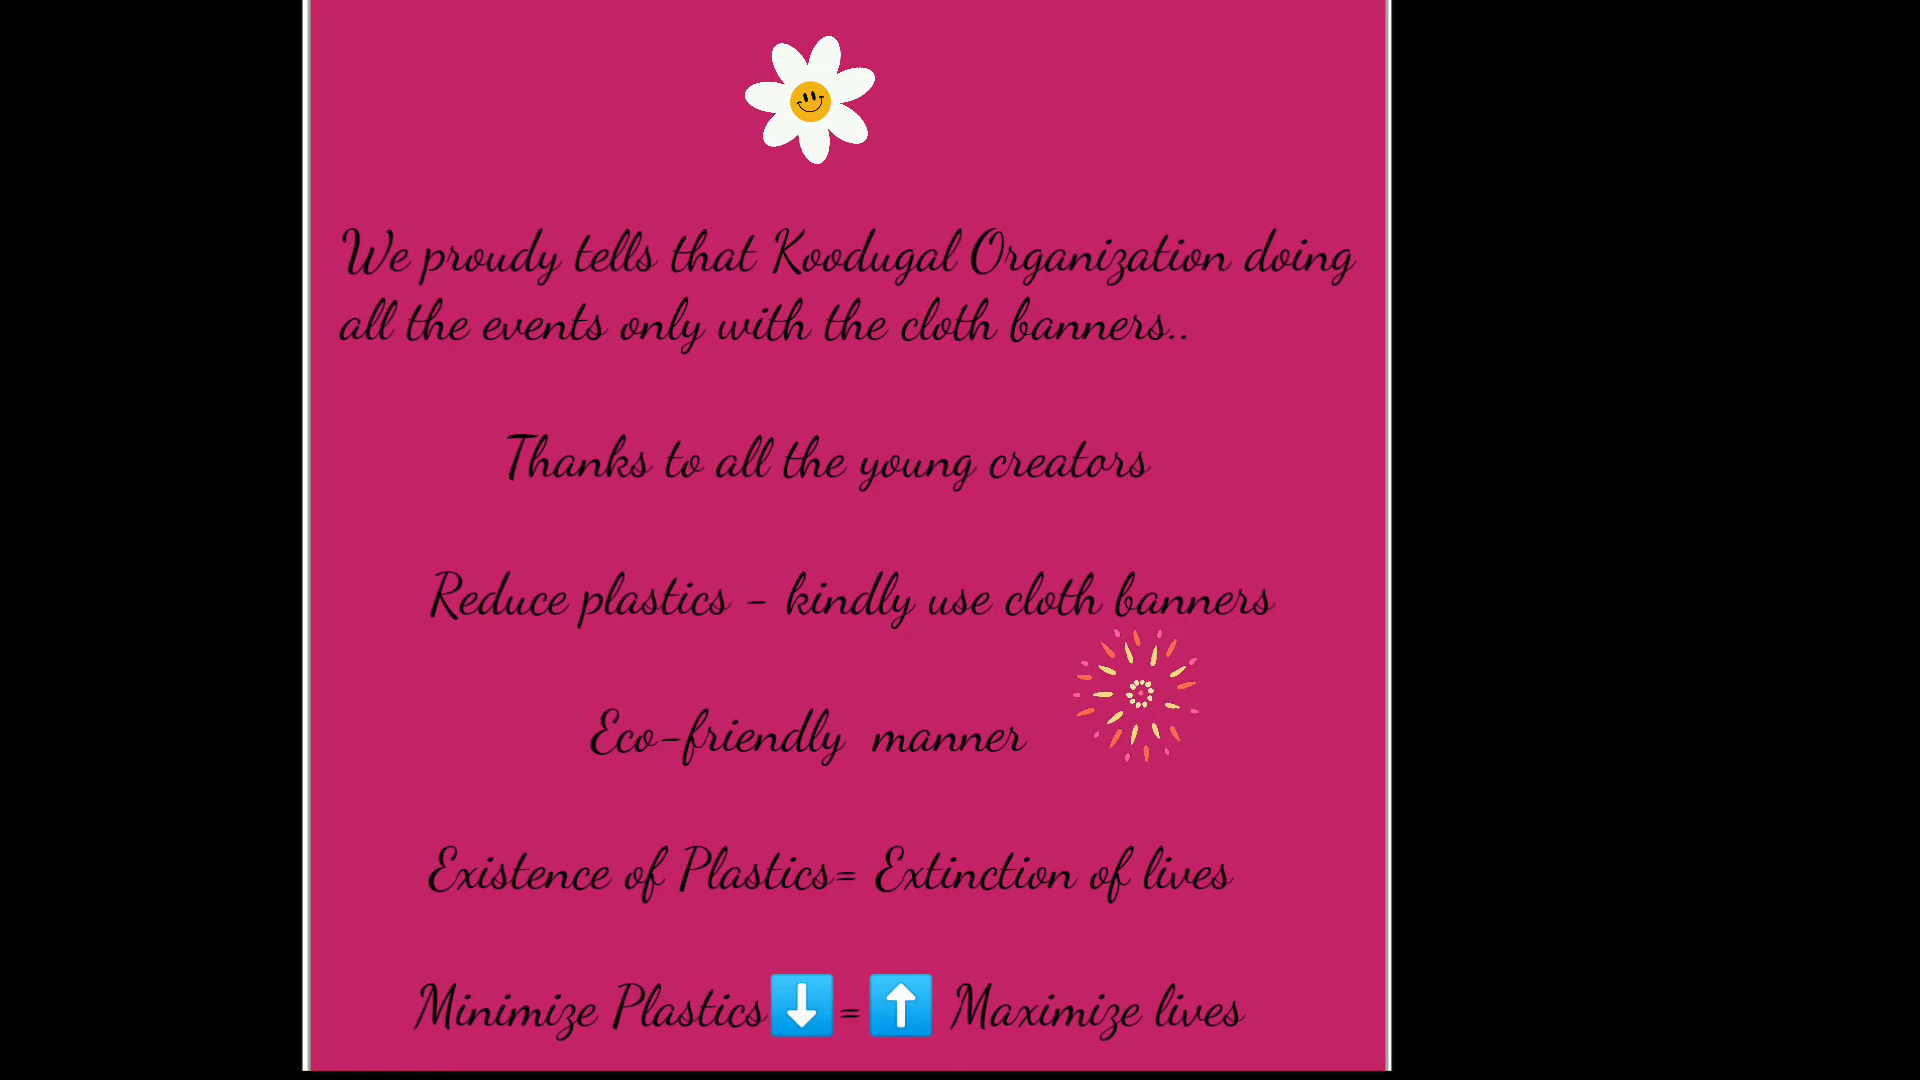 We proudy tells that Koodugal Organization doing
all the events only with the cloth banners..
Thanks to all the young creators
Reduce plastics - kindly use cloth banners
Eco-friendly manner
Existence of Plastics= Extinction of lives
Minimize Plastics⬇️=⬆️ Maximize lives